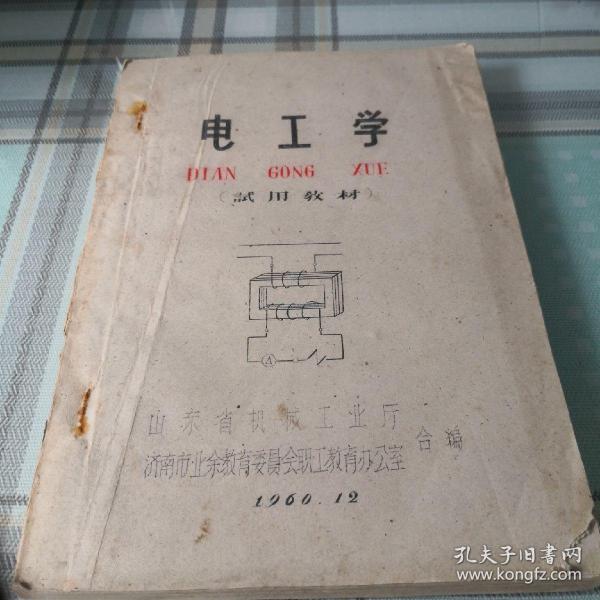 电工学
DIAN GONG XUE
(試用教材)
A
山东省机械工业厅
济南市业余教育委員会职工教育办公室
合編
1960.12
孔夫子旧书网
www.kongfz.com